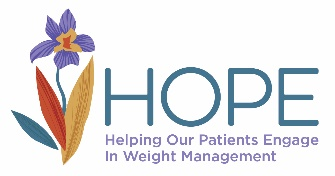 HOPE
Helping Our Patients Engage
In Weight Management